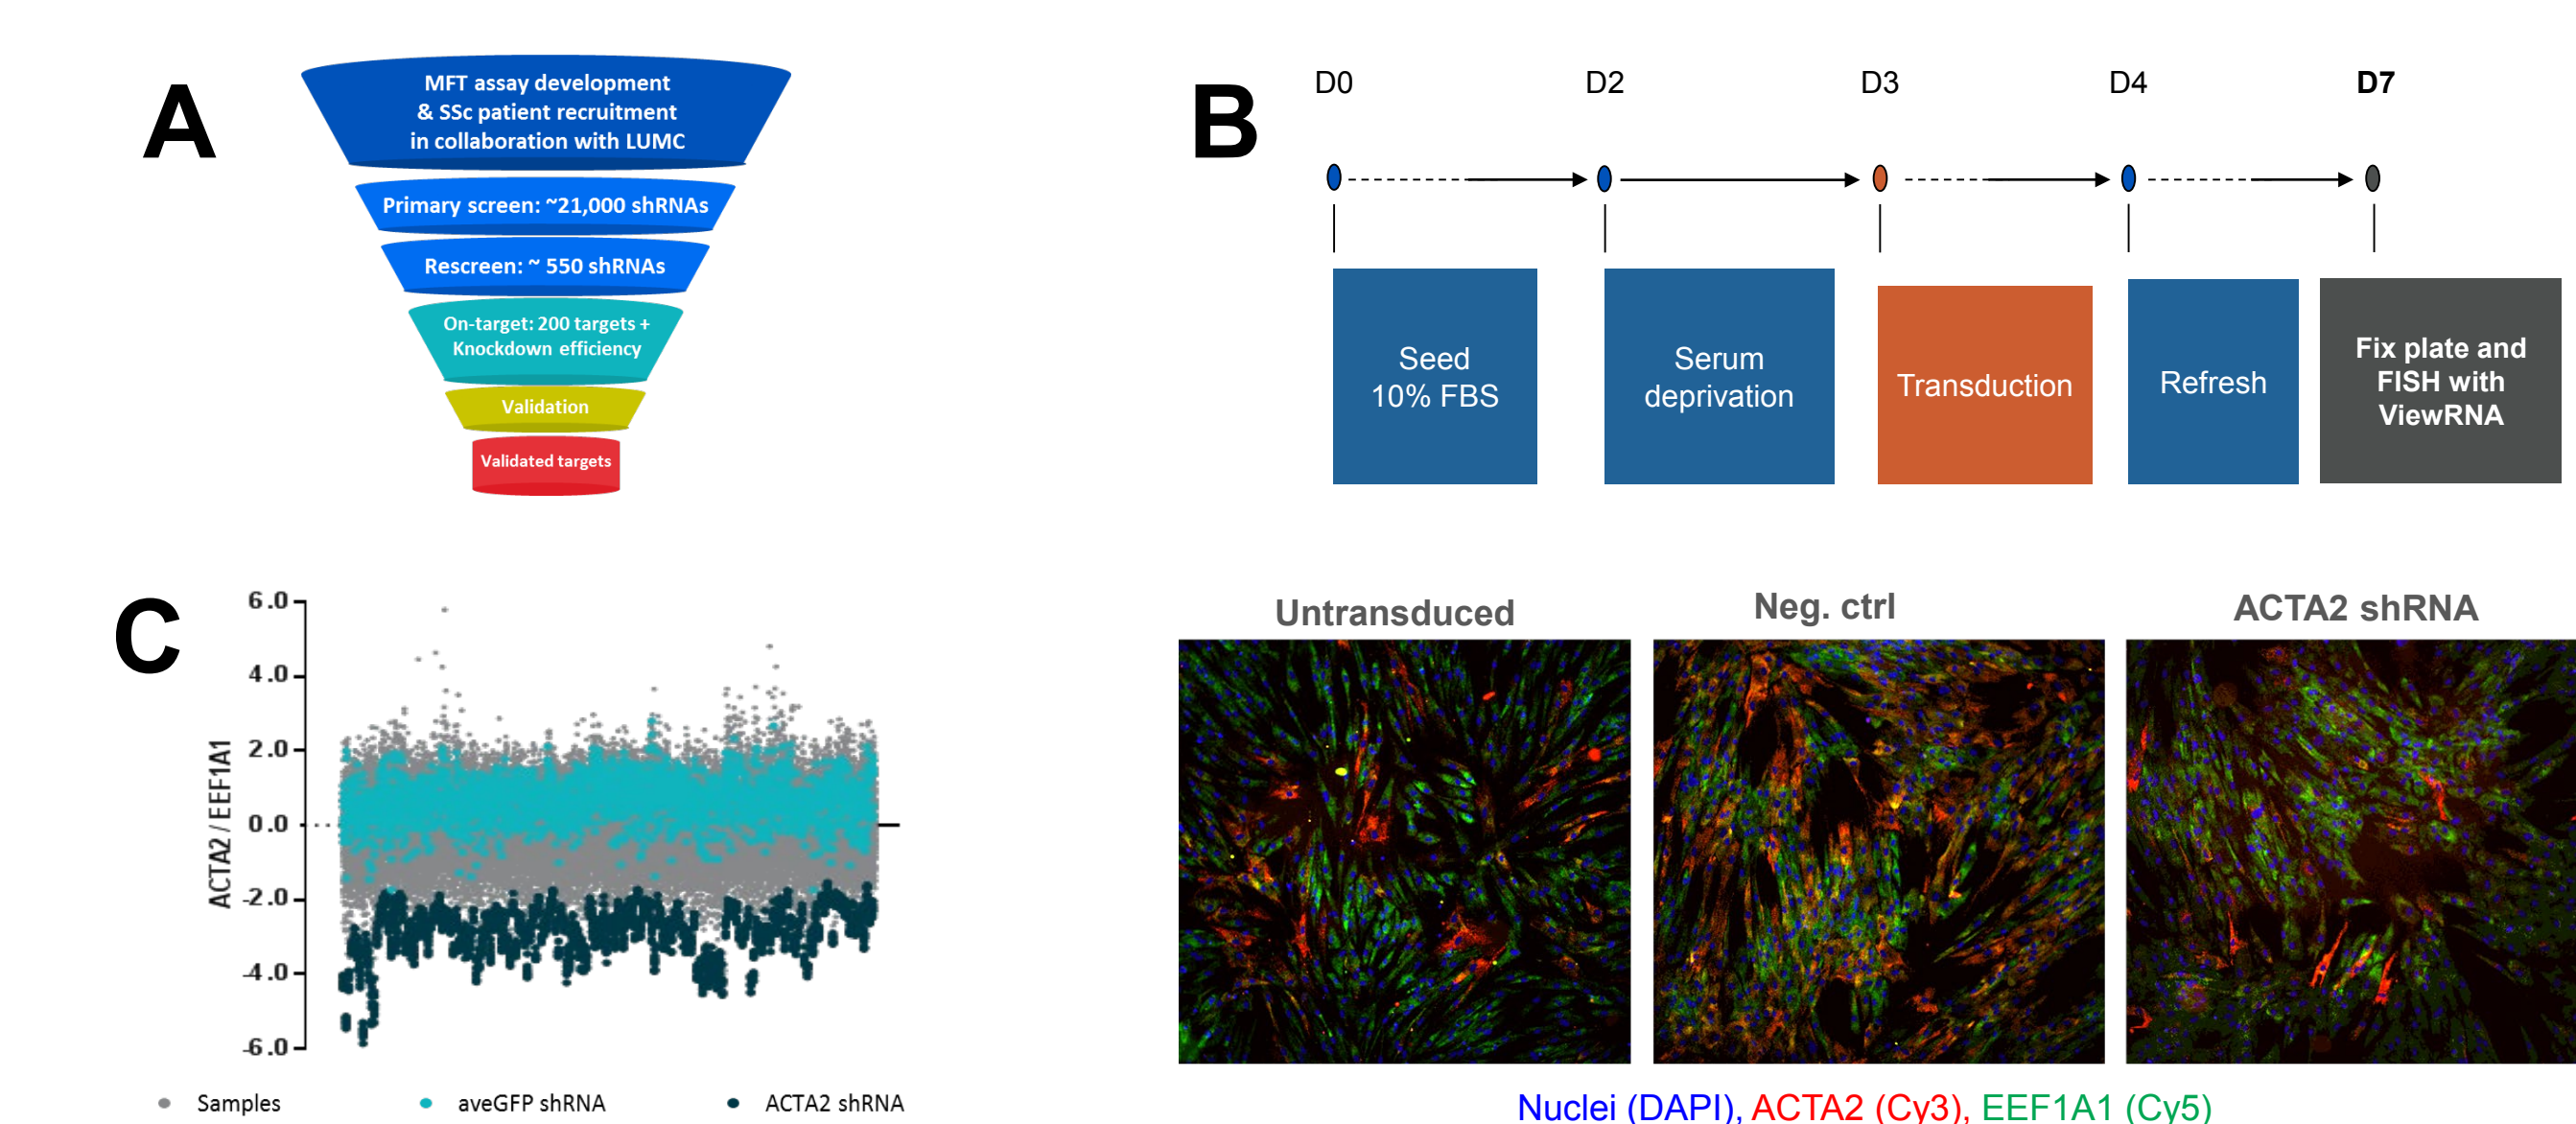 A
MFT assay development
& SSc patient recruitment
in collaboration with LUMC
Primary screen: ~21,000 shRNAs
Rescreen: ~ 550 shRNAs
On-target: 200 targets +
Knockdown efficiency
Validation
Validated targets
B
D0
D2
D3
D4
D7
Seed
10% FBS
Serum
deprivation
Transduction
Refresh
Fix plate and
FISH with
ViewRNA
C
ACTA2 / EEF1A1
6.0
4.0
2.0
0.0
-2.0
-4.0
-6.0
Samples
aveGFP shRNA
ACTA2 shRNA
Untransduced
Neg. ctrl
ACTA2 shRNA
Nuclei (DAPI), ACTA2 (Cy3), EEF1A1 (Cy5)